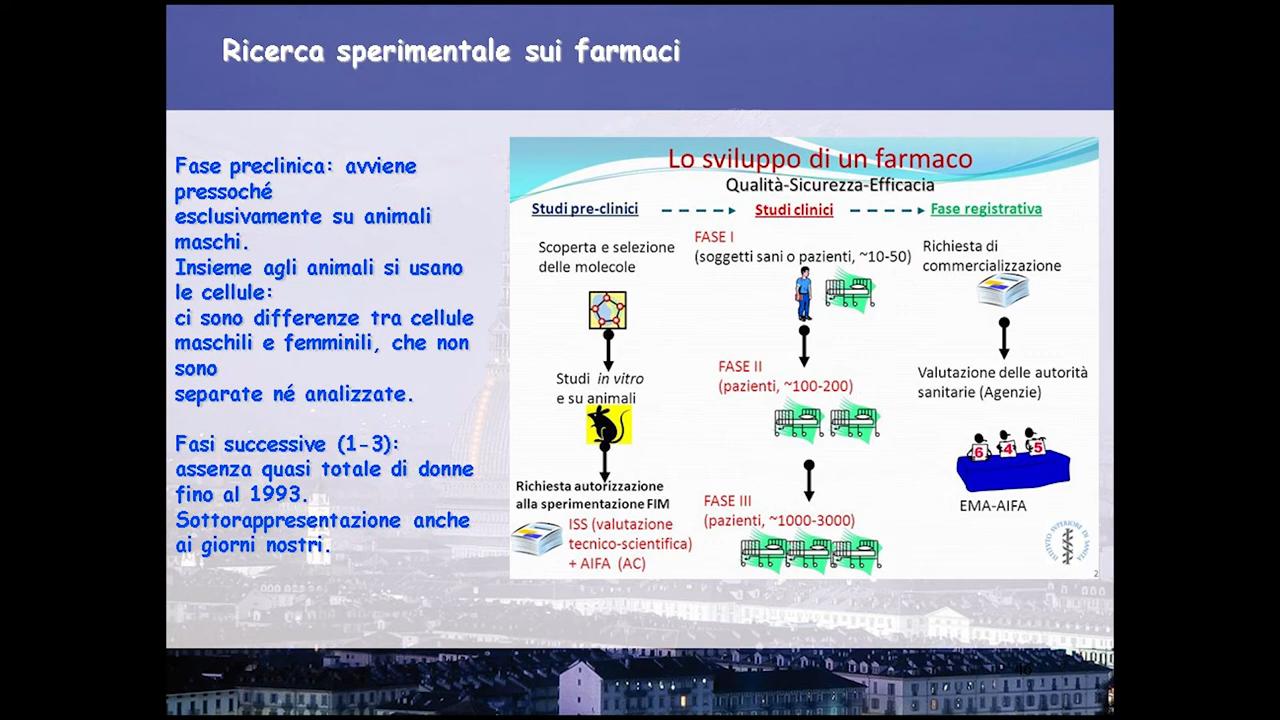 Ricerca sperimentale sui farmaci
Fase preclinica: avviene
pressoché
esclusivamente su animali
maschi.
Insieme agli animali si usano
le cellule:
ci sono differenze tra cellule
maschili e femminili, che non
sono
separate né analizzate.
Fasi successive (1-3):
assenza quasi totale di donne
fino al 1993.
Sottorappresentazione anche
ai giorni nostri.
Lo sviluppo di un farmaco
Qualità-Sicurezza-Efficacia
Studi pre-clinici
Scoperta e selezione
delle molecole
Studi in vitro
e su animali
Richiesta autorizzazione
alla sperimentazione FIM
ISS (valutazione
tecnico-scientifica)
+ AIFA (AC)
Studi clinici
FASE I
(soggetti sani o pazienti, ~10-50)
FASE II
(pazienti, ~100-200)
FASE III
(pazienti, ~1000-3000)
Fase registrativa
Richiesta di
commercializzazione
Valutazione delle autorità
sanitarie (Agenzie)
6 4 5
EMA-AIFA
ISTITUTO SUPERIORE DI SANITÀ
2